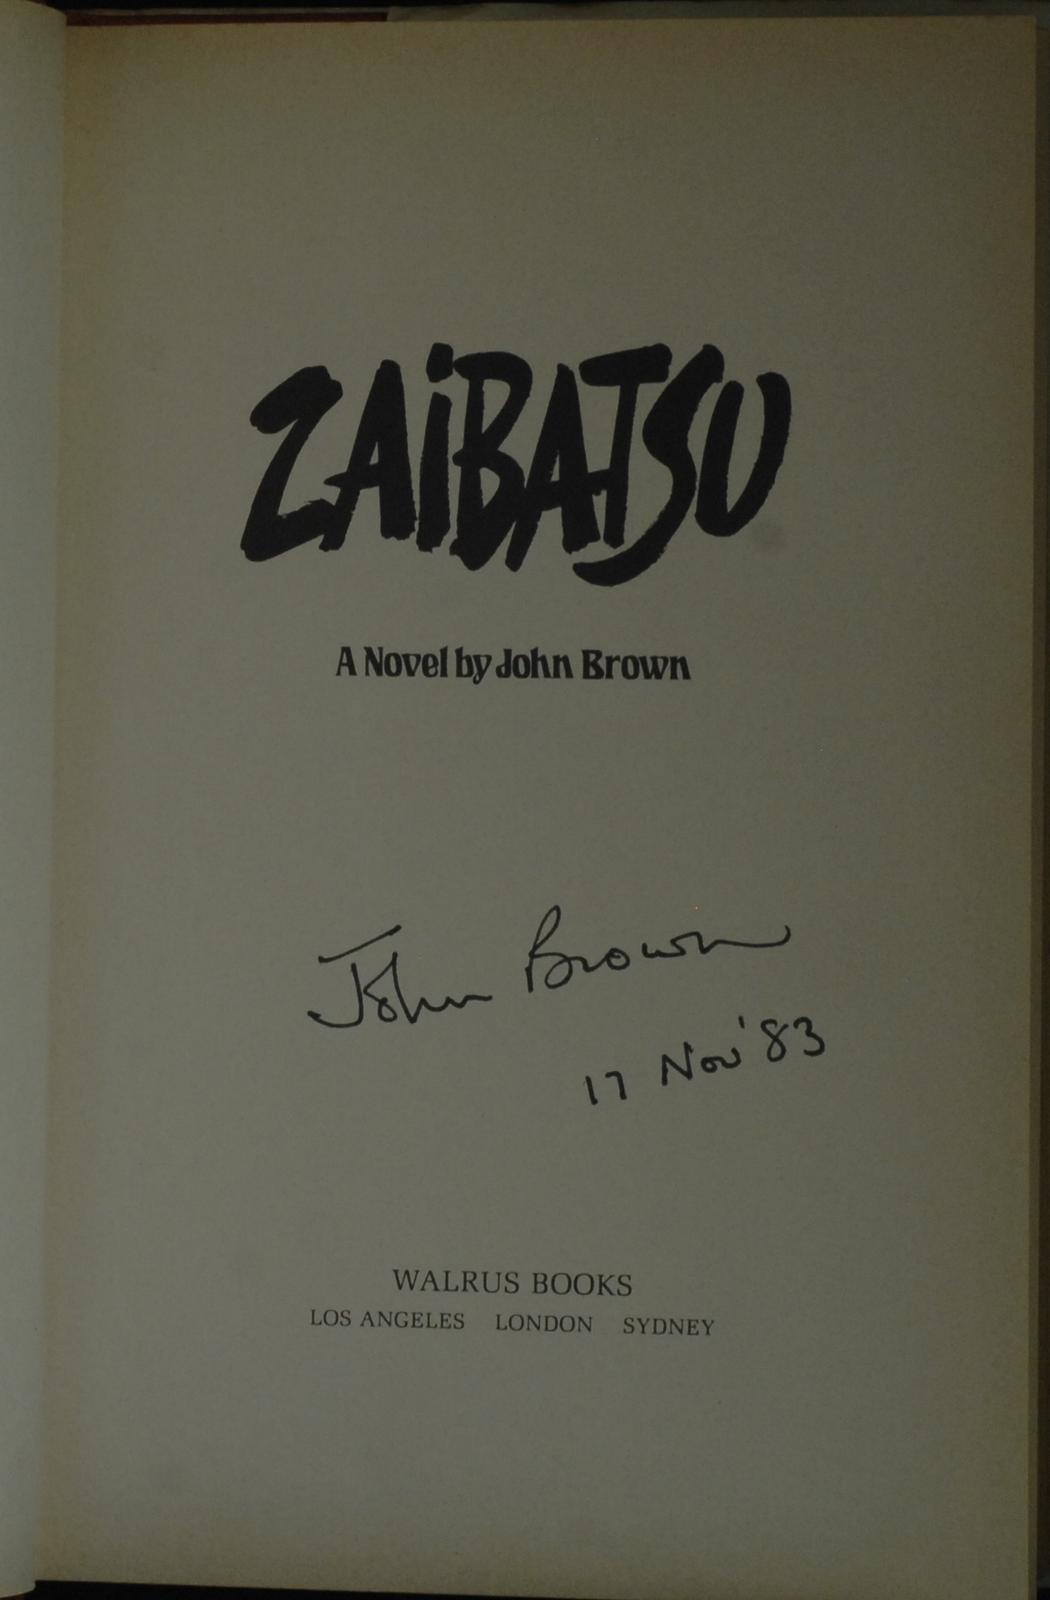 ZAiBATSU
A Novel by John Brown
John Brown
17 Nov '83
WALRUS BOOKS
LOS ANGELES LONDON SYDNEY